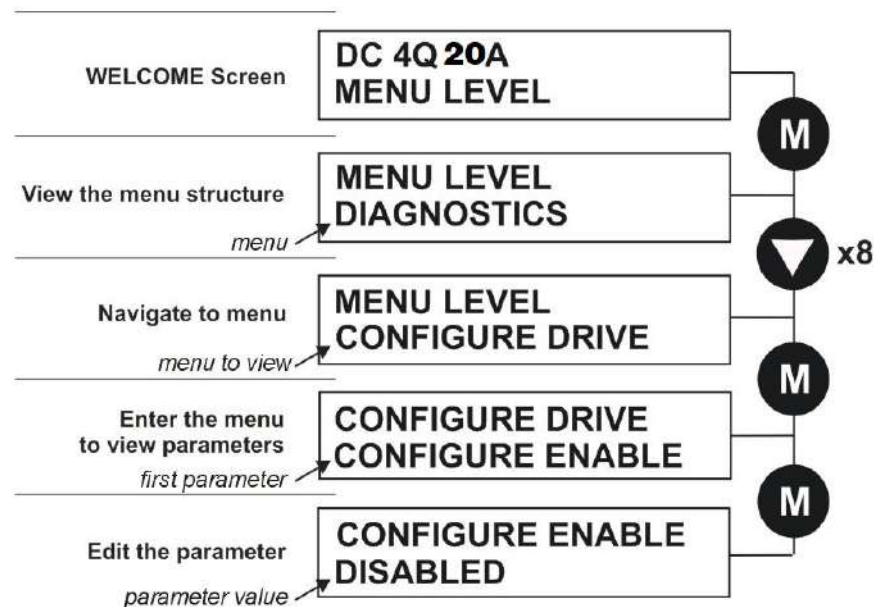 WELCOME Screen
DC 4Q 20A
MENU LEVEL
M
View the menu structure
menu
MENU LEVEL
DIAGNOSTICS
x8
Navigate to menu
menu to view
MENU LEVEL
CONFIGURE DRIVE
M
Enter the menu
to view parameters
first parameter
CONFIGURE DRIVE
CONFIGURE ENABLE
M
Edit the parameter
parameter value
CONFIGURE ENABLE
DISABLED